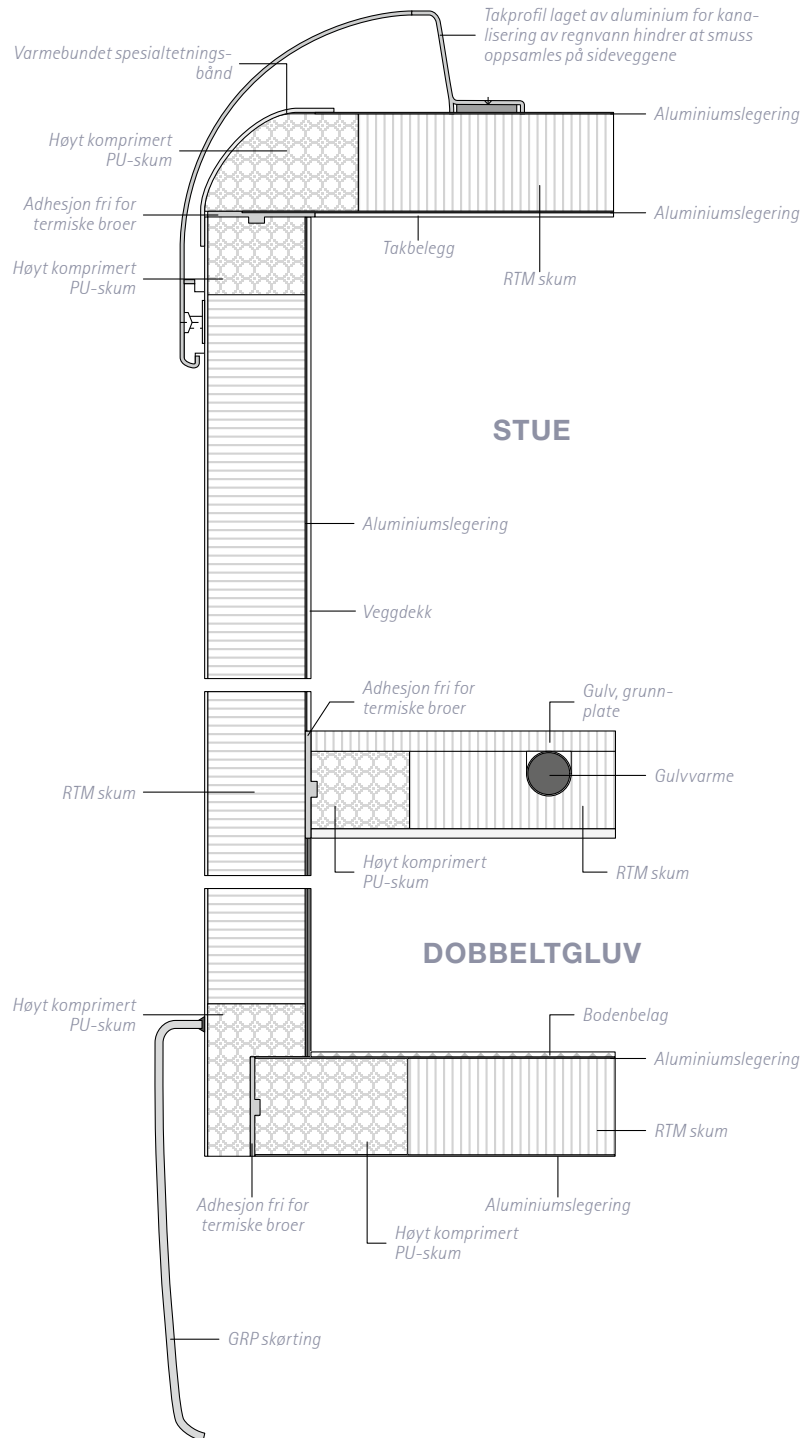 Takprofil laget av aluminium for kana-
lisering av regnvann hindrer at smuss
oppsamles på sideveggene
Varmebundet spesialtetnings-
bånd
Aluminiumslegering
Høyt komprimert
PU-skum
Adhesjon fri for
termiske broer
Aluminiumslegering
Takbelegg
Høyt komprimert
PU-skum
RTM skum
STUE
Aluminiumslegering
Veggdekk
Adhesjon fri for
termiske broer
Gulv, grunn-
plate
RTM skum
Gulvvarme
Høyt komprimert
PU-skum
RTM skum
DOBBELTGLUV
Høyt komprimert
PU-skum
Bodenbelag
Aluminiumslegering
RTM skum
Adhesjon fri for
termiske broer
Aluminiumslegering
Høyt komprimert
PU-skum
GRP skørting